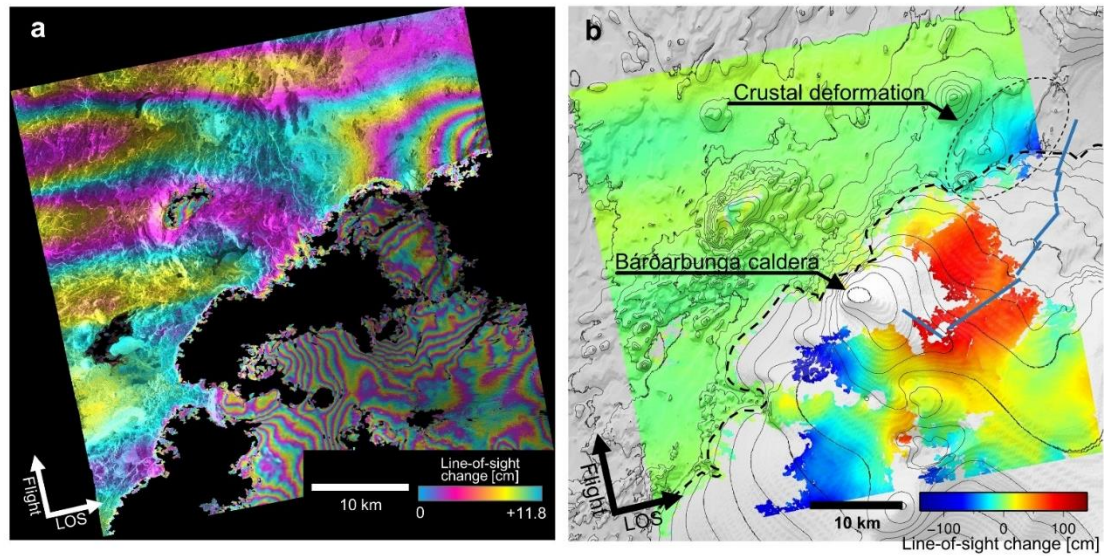 a
Flight
LOS
10 km
Line-of-sight
change [cm]
0
+11.8
b
Crustal deformation
Bárðarbunga caldera
Flight
LOS
10 km
−100
0
100
Line-of-sight change [cm]